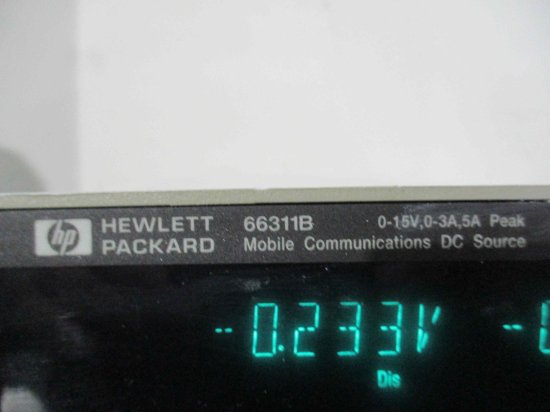 hp HEWLETT PACKARD
66311B 0-15V,0-3A,5A Peak
Mobile Communications DC Source
-0.233V
Dis